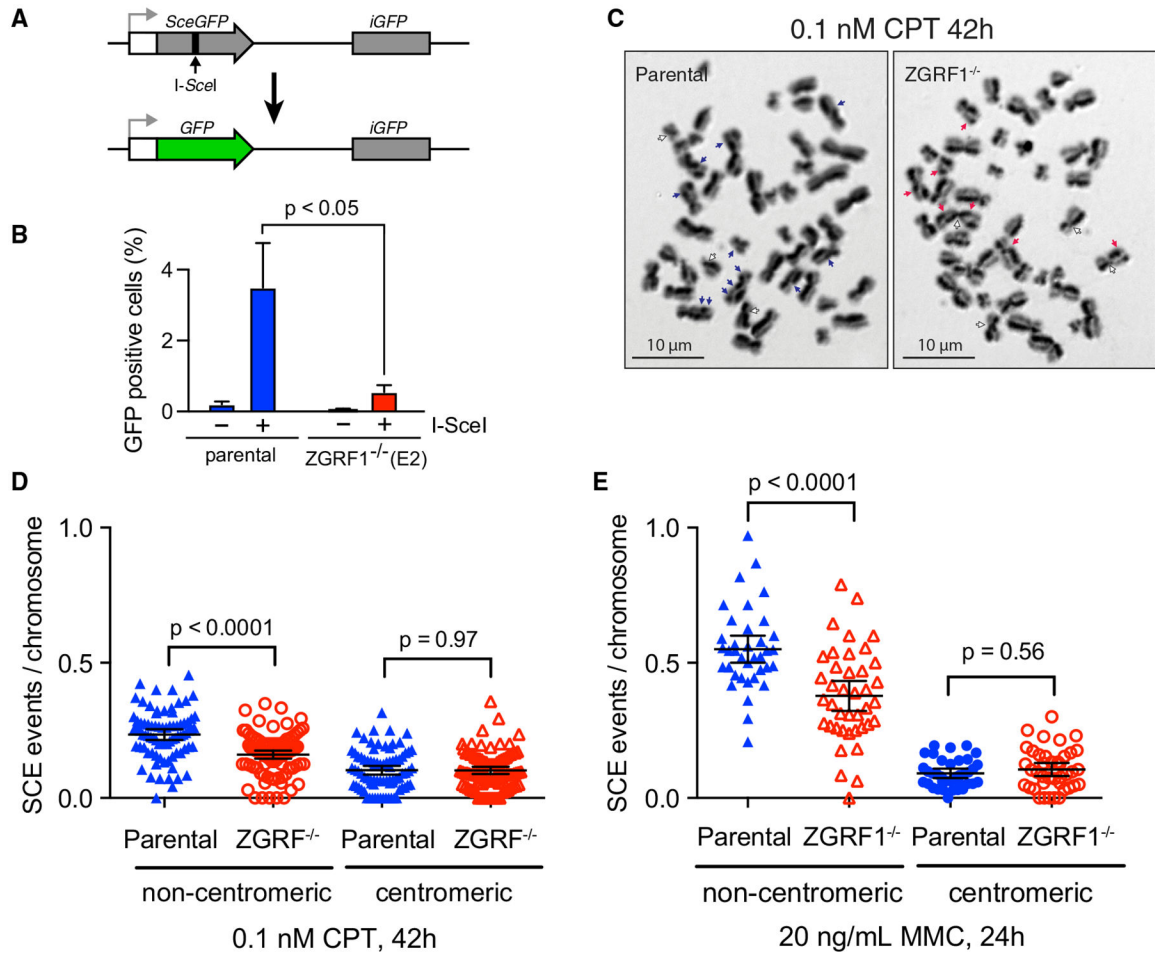 A
SceGFP
iGFP
I-SceI
GFP
iGFP
B
p < 0.05
GFP positive cells (%)
4
2
0
− + − + I-SceI
parental ZGRF1-/-(E2)
C
0.1 nM CPT 42h
Parental
ZGRF1-/-
10 μm
10 μm
D
SCE events / chromosome
1.0
0.5
0.0
p < 0.0001
p = 0.97
Parental ZGRF-/- Parental ZGRF-/-
non-centromeric centromeric
0.1 nM CPT, 42h
E
SCE events / chromosome
1.0
0.5
0.0
p < 0.0001
p = 0.56
Parental ZGRF1-/- Parental ZGRF1-/-
non-centromeric centromeric
20 ng/mL MMC, 24h